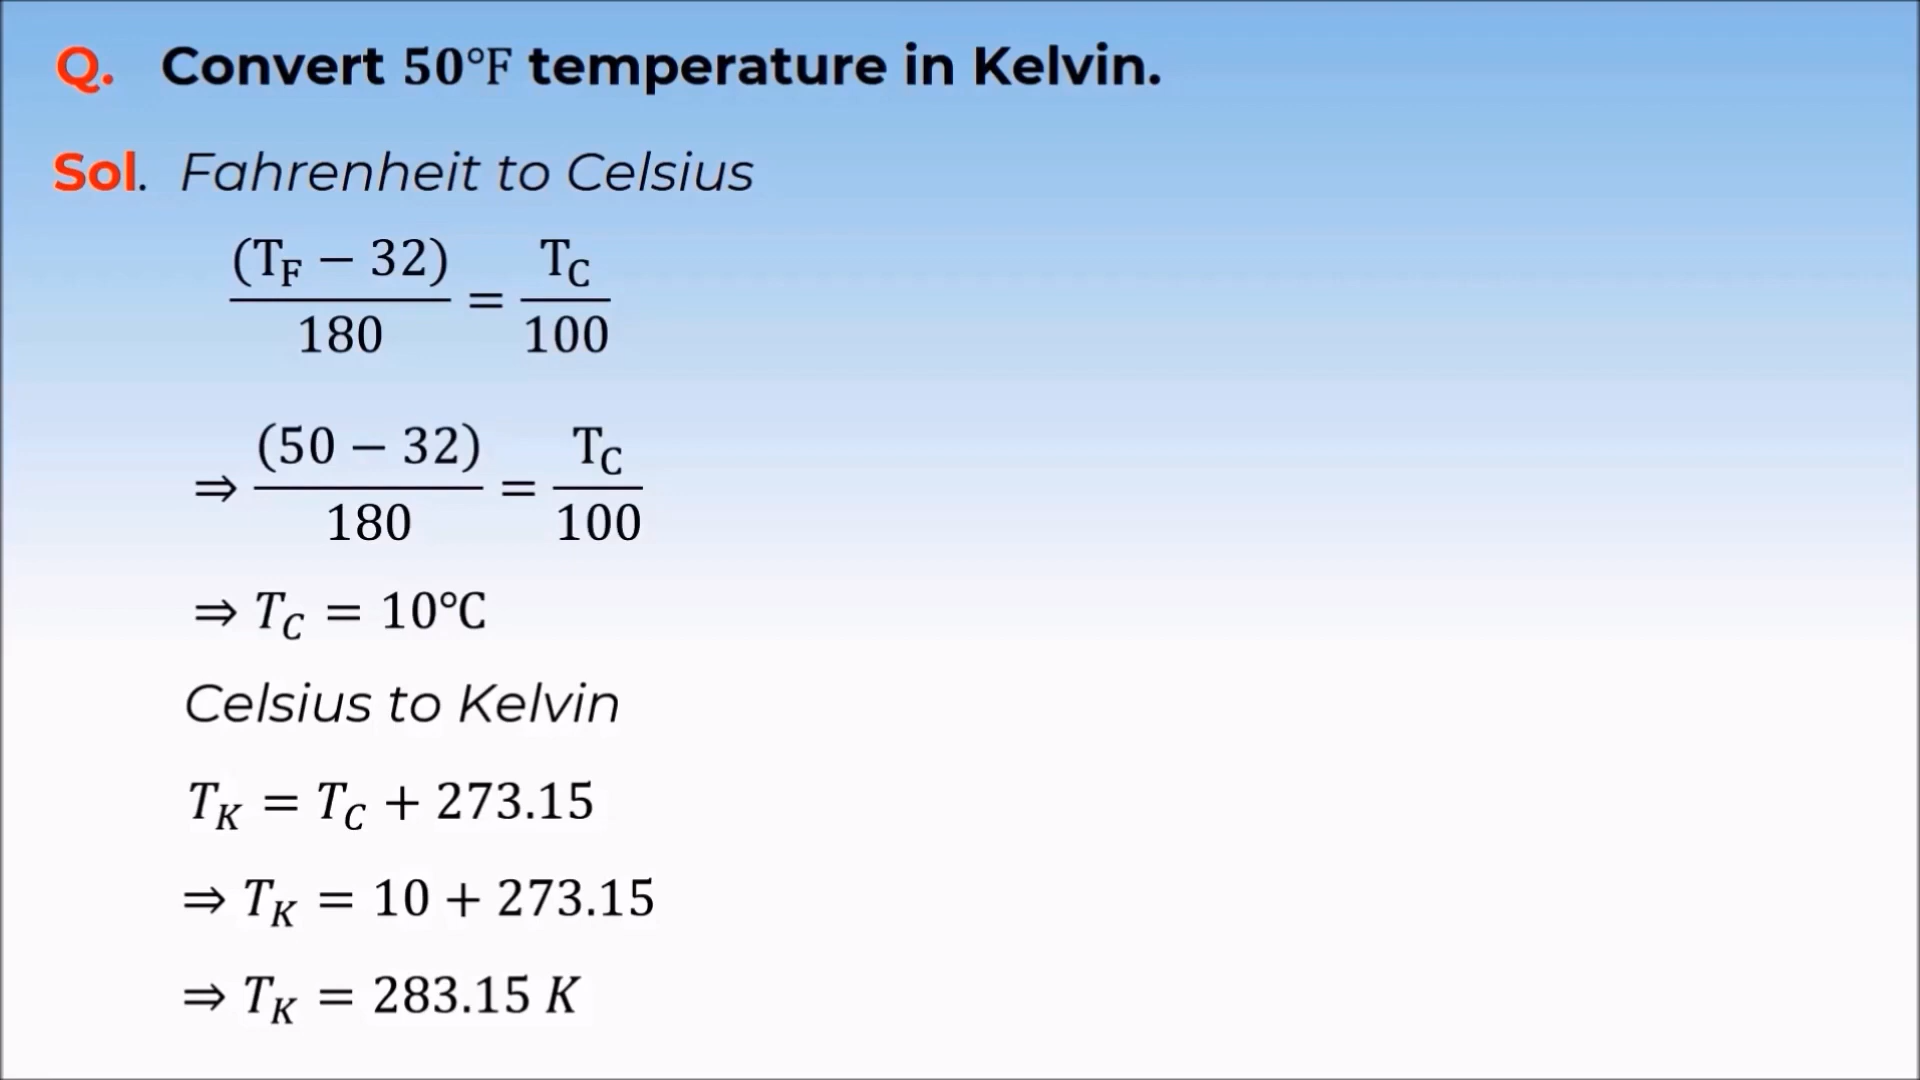 Q. Convert 50°F temperature in Kelvin.
Sol. Fahrenheit to Celsius
(T_F − 32)/180 = T_C/100
⇒ (50 − 32)/180 = T_C/100
⇒ T_C = 10°C
Celsius to Kelvin
T_K = T_C + 273.15
⇒ T_K = 10 + 273.15
⇒ T_K = 283.15 K